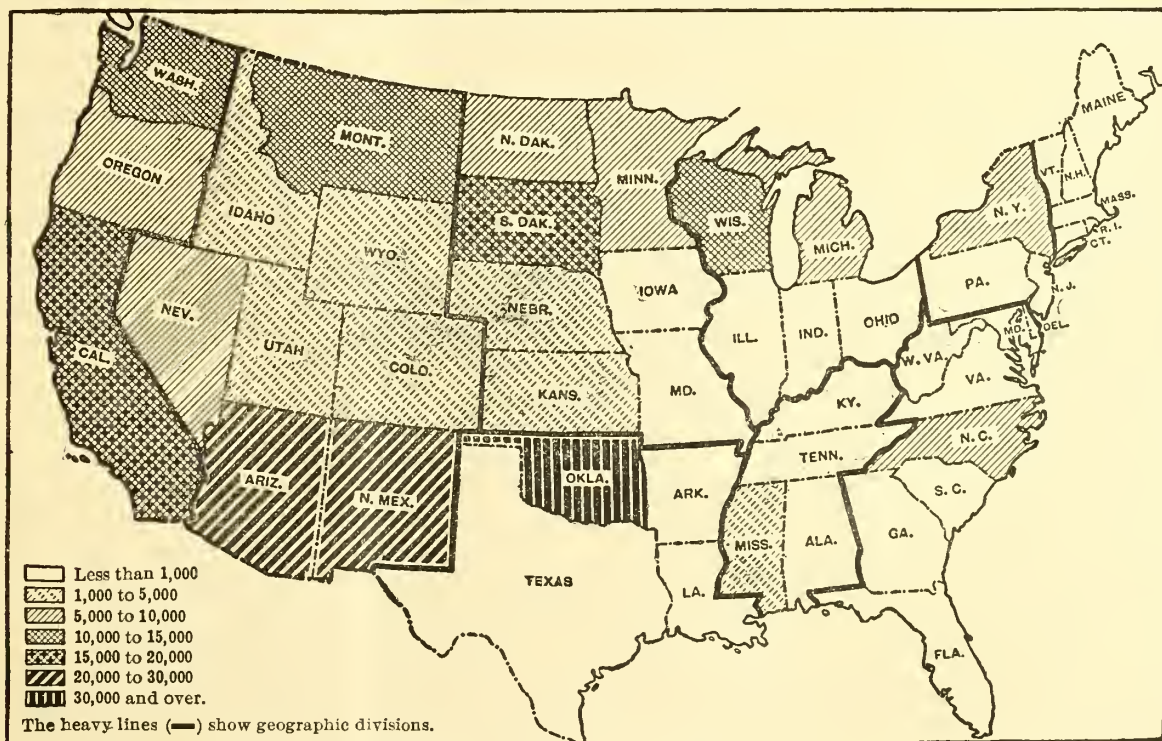 WASH.
MONT.
N. DAK.
MINN.
OREGON
IDAHO
WYO.
S. DAK.
WIS.
MICH.
N. Y.
VT.
N.H.
MAINE
MASS.
R. I.
CT.
NEV.
UTAH
COLO.
NEBR.
IOWA
ILL.
IND.
OHIO
PA.
N. J.
DEL.
MD.
W. VA.
VA.
CAL.
KANS.
MO.
KY.
N. C.
TENN.
S. C.
ARIZ.
N. MEX.
OKLA.
ARK.
MISS.
ALA.
GA.
TEXAS
LA.
FLA.
Less than 1,000
1,000 to 5,000
5,000 to 10,000
10,000 to 15,000
15,000 to 20,000
20,000 to 30,000
30,000 and over.
The heavy lines (—) show geographic divisions.